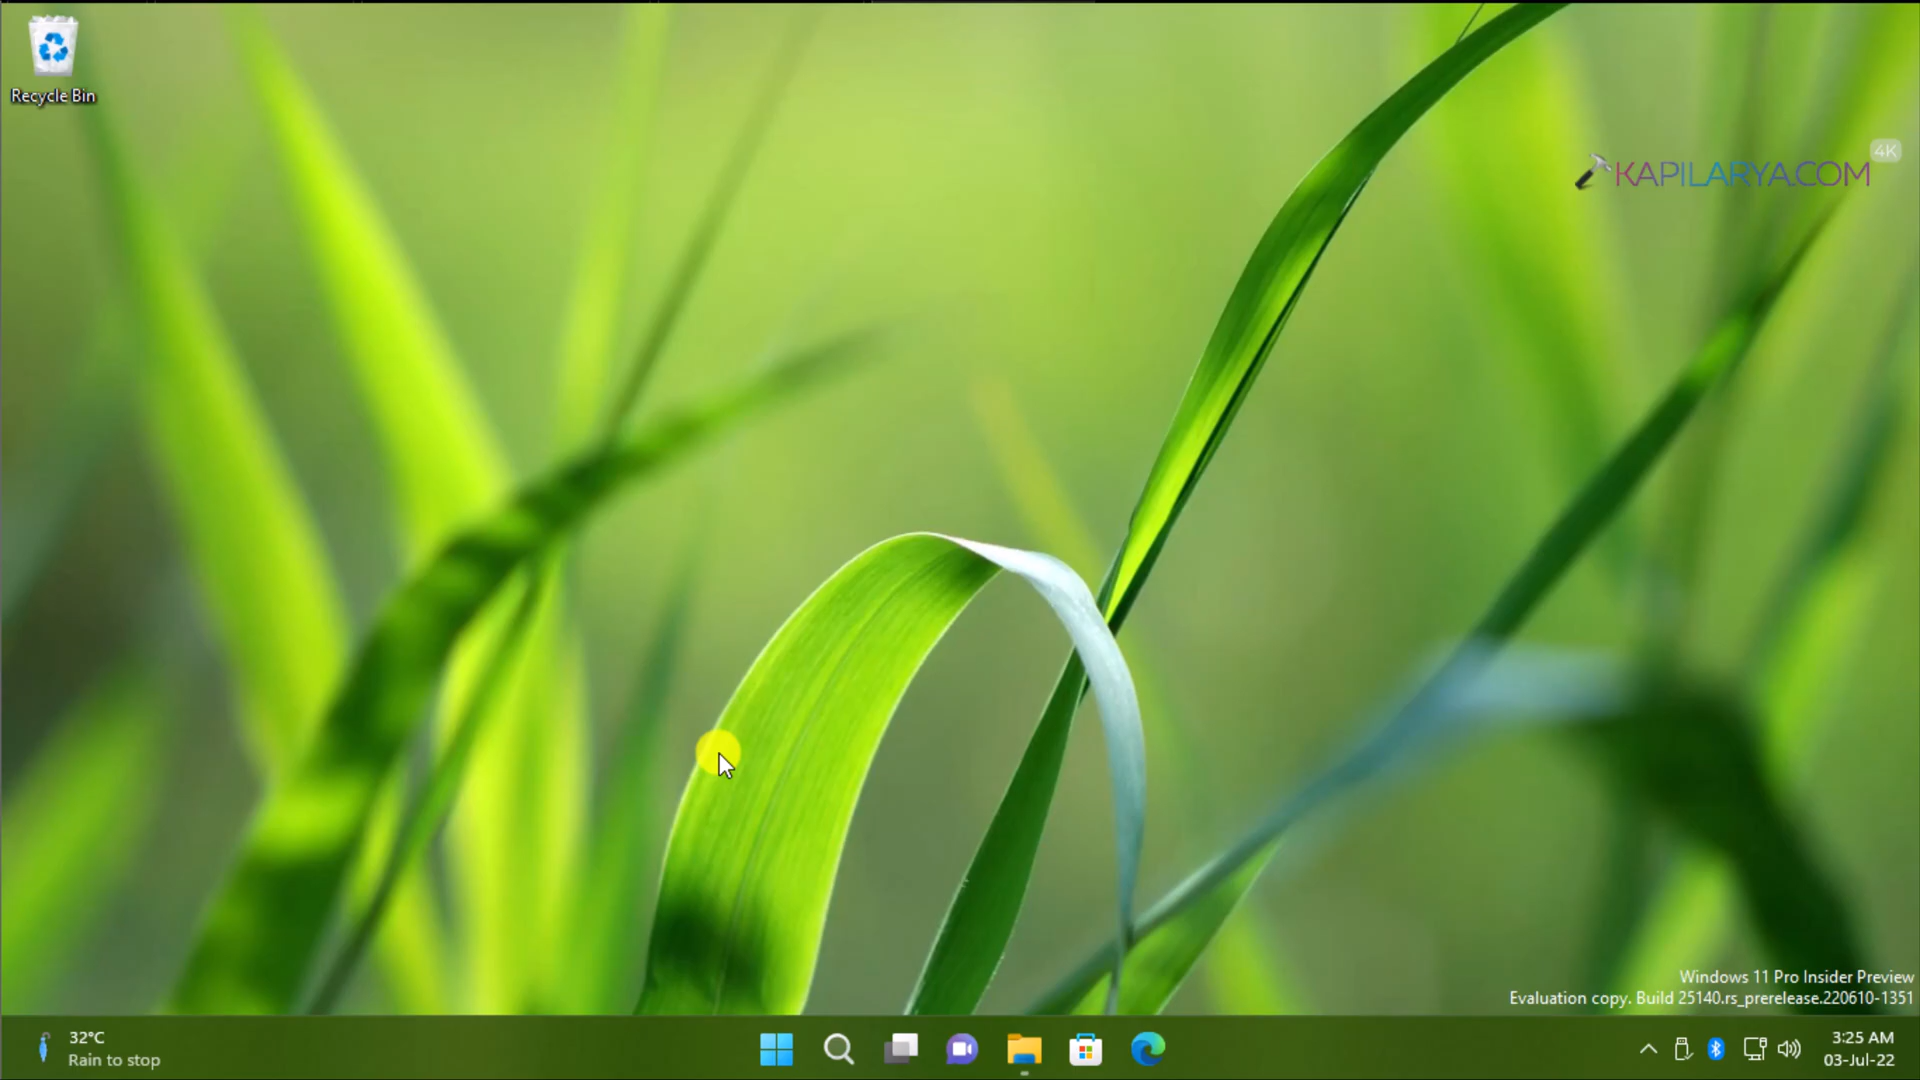 Recycle Bin
4K
KAPILARYA.COM
Windows 11 Pro Insider Preview
Evaluation copy. Build 25140.rs_prerelease.220610-1351
32°C
Rain to stop
3:25 AM
03-Jul-22